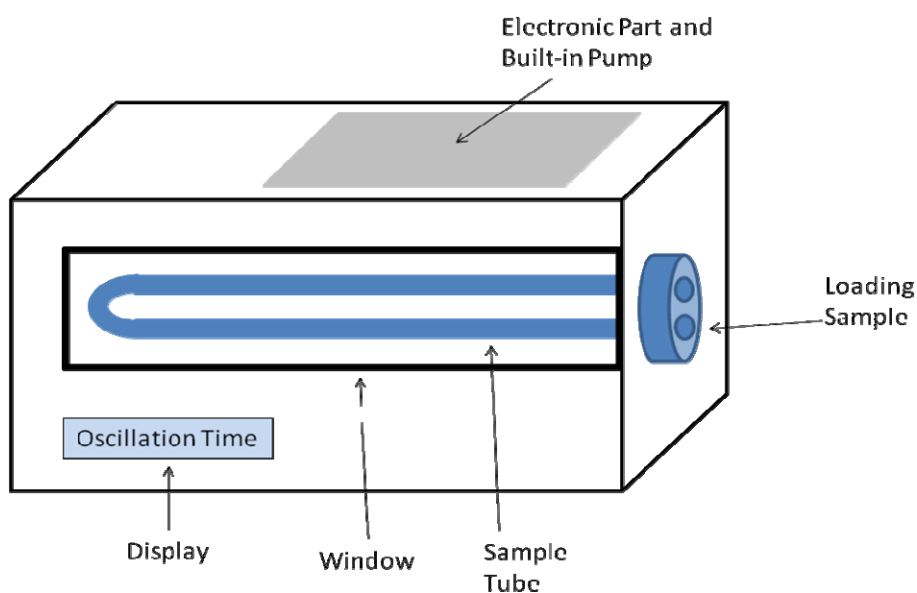 Electronic Part and
Built-in Pump
Loading
Sample
Oscillation Time
Display
Window
Sample
Tube